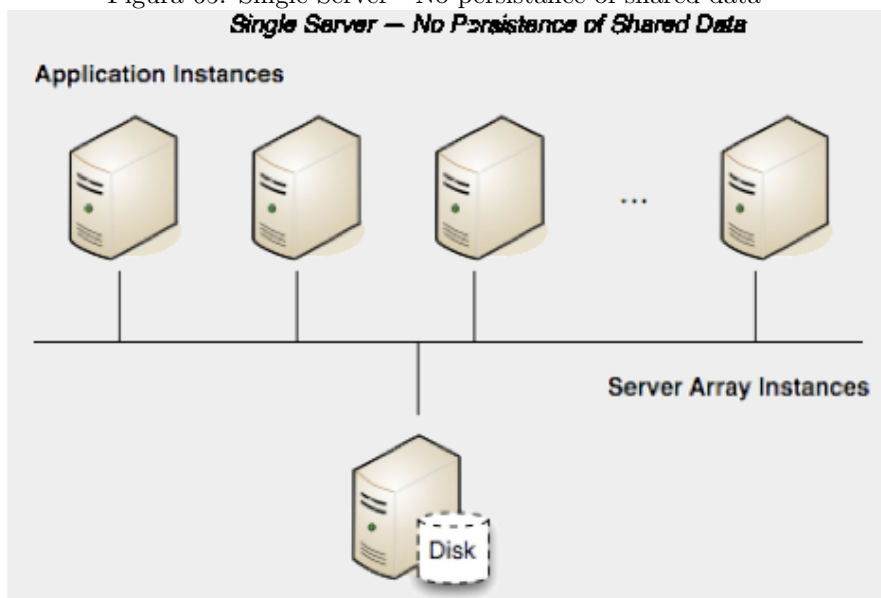 Figura 65: Single Server - No persistance of shared data
Single Server — No Persistence of Shared Data
Application Instances
...
Server Array Instances
Disk